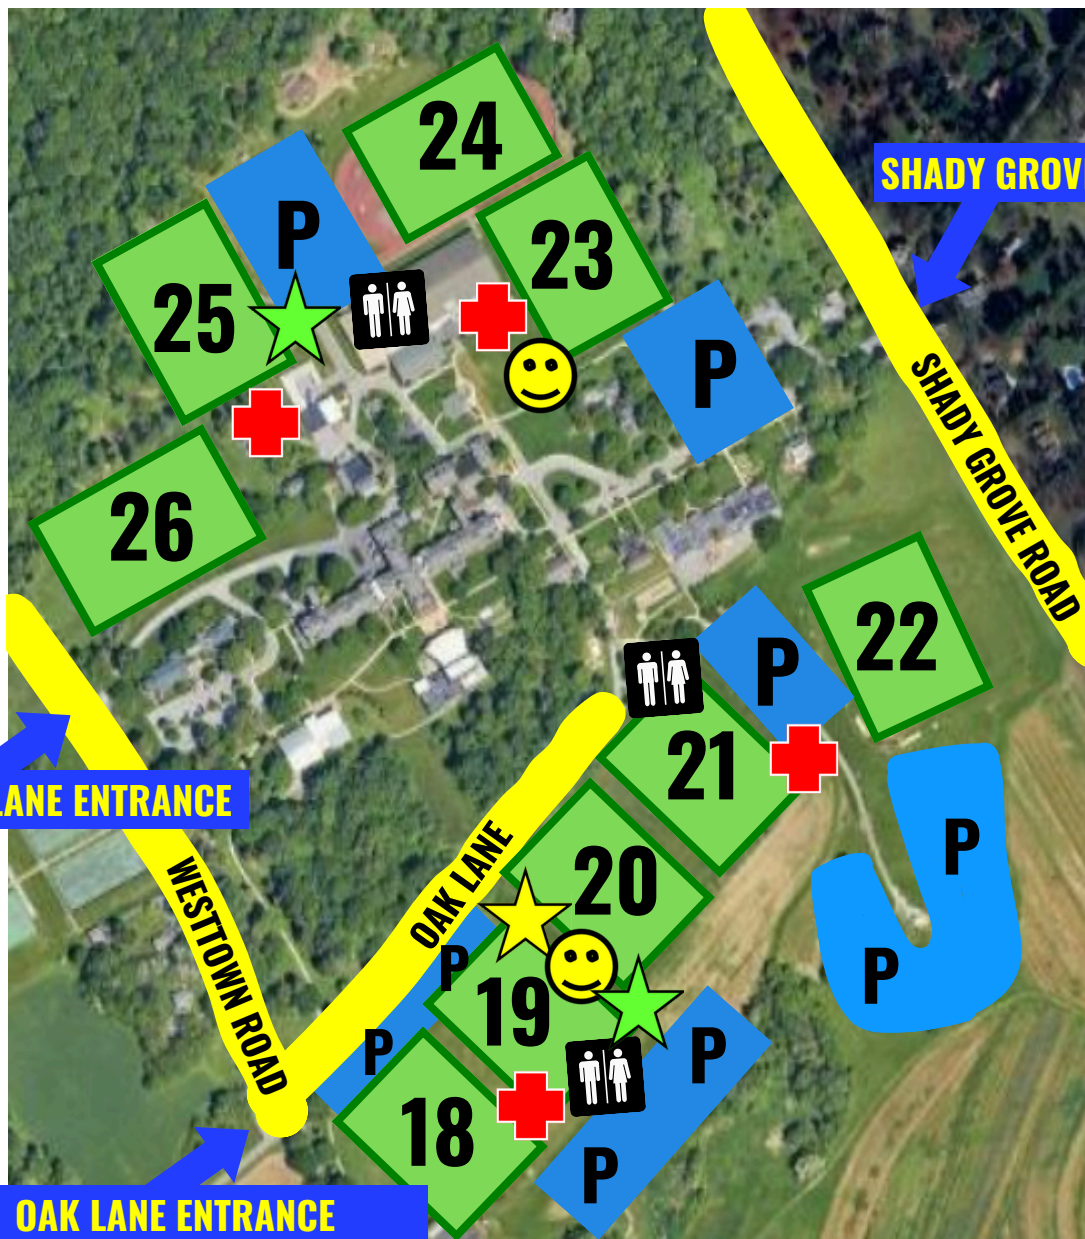 24
SHADY GROV
P
23
25
P
SHADY GROVE ROAD
26
22
P
21
LANE ENTRANCE
P
20
OAK LANE
WESTTOWN ROAD
P
P
19
P
P
18
P
OAK LANE ENTRANCE